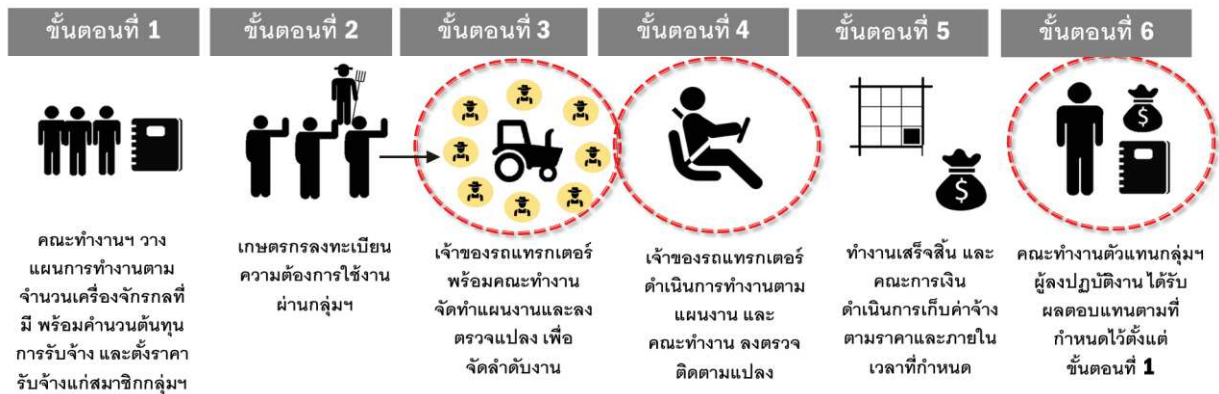 ขั้นตอนที่ 1
ขั้นตอนที่ 2
ขั้นตอนที่ 3
ขั้นตอนที่ 4
ขั้นตอนที่ 5
ขั้นตอนที่ 6
คณะทำงานฯ วาง
แผนการทำงานตาม
จำนวนเครื่องจักรกลที่
มี พร้อมคำนวนต้นทุน
การรับจ้าง และตั้งราคา
รับจ้างแก่สมาชิกกลุ่มฯ
เกษตรกรลงทะเบียน
ความต้องการใช้งาน
ผ่านกลุ่มฯ
เจ้าของรถแทรกเตอร์
พร้อมคณะทำงาน
จัดทำแผนงานและลง
ตรวจแปลง เพื่อ
จัดลำดับงาน
เจ้าของรถแทรกเตอร์
ดำเนินการทำงานตาม
แผนงาน และ
คณะทำงาน ลงตรวจ
ติดตามแปลง
$
ทำงานเสร็จสิ้น และ
คณะการเงิน
ดำเนินการเก็บค่าจ้าง
ตามราคาและภายใน
เวลาที่กำหนด
$
คณะทำงานตัวแทนกลุ่มฯ
ผู้ลงปฏิบัติงาน ได้รับ
ผลตอบแทนตามที่
กำหนดไว้ตั้งแต่
ขั้นตอนที่ 1